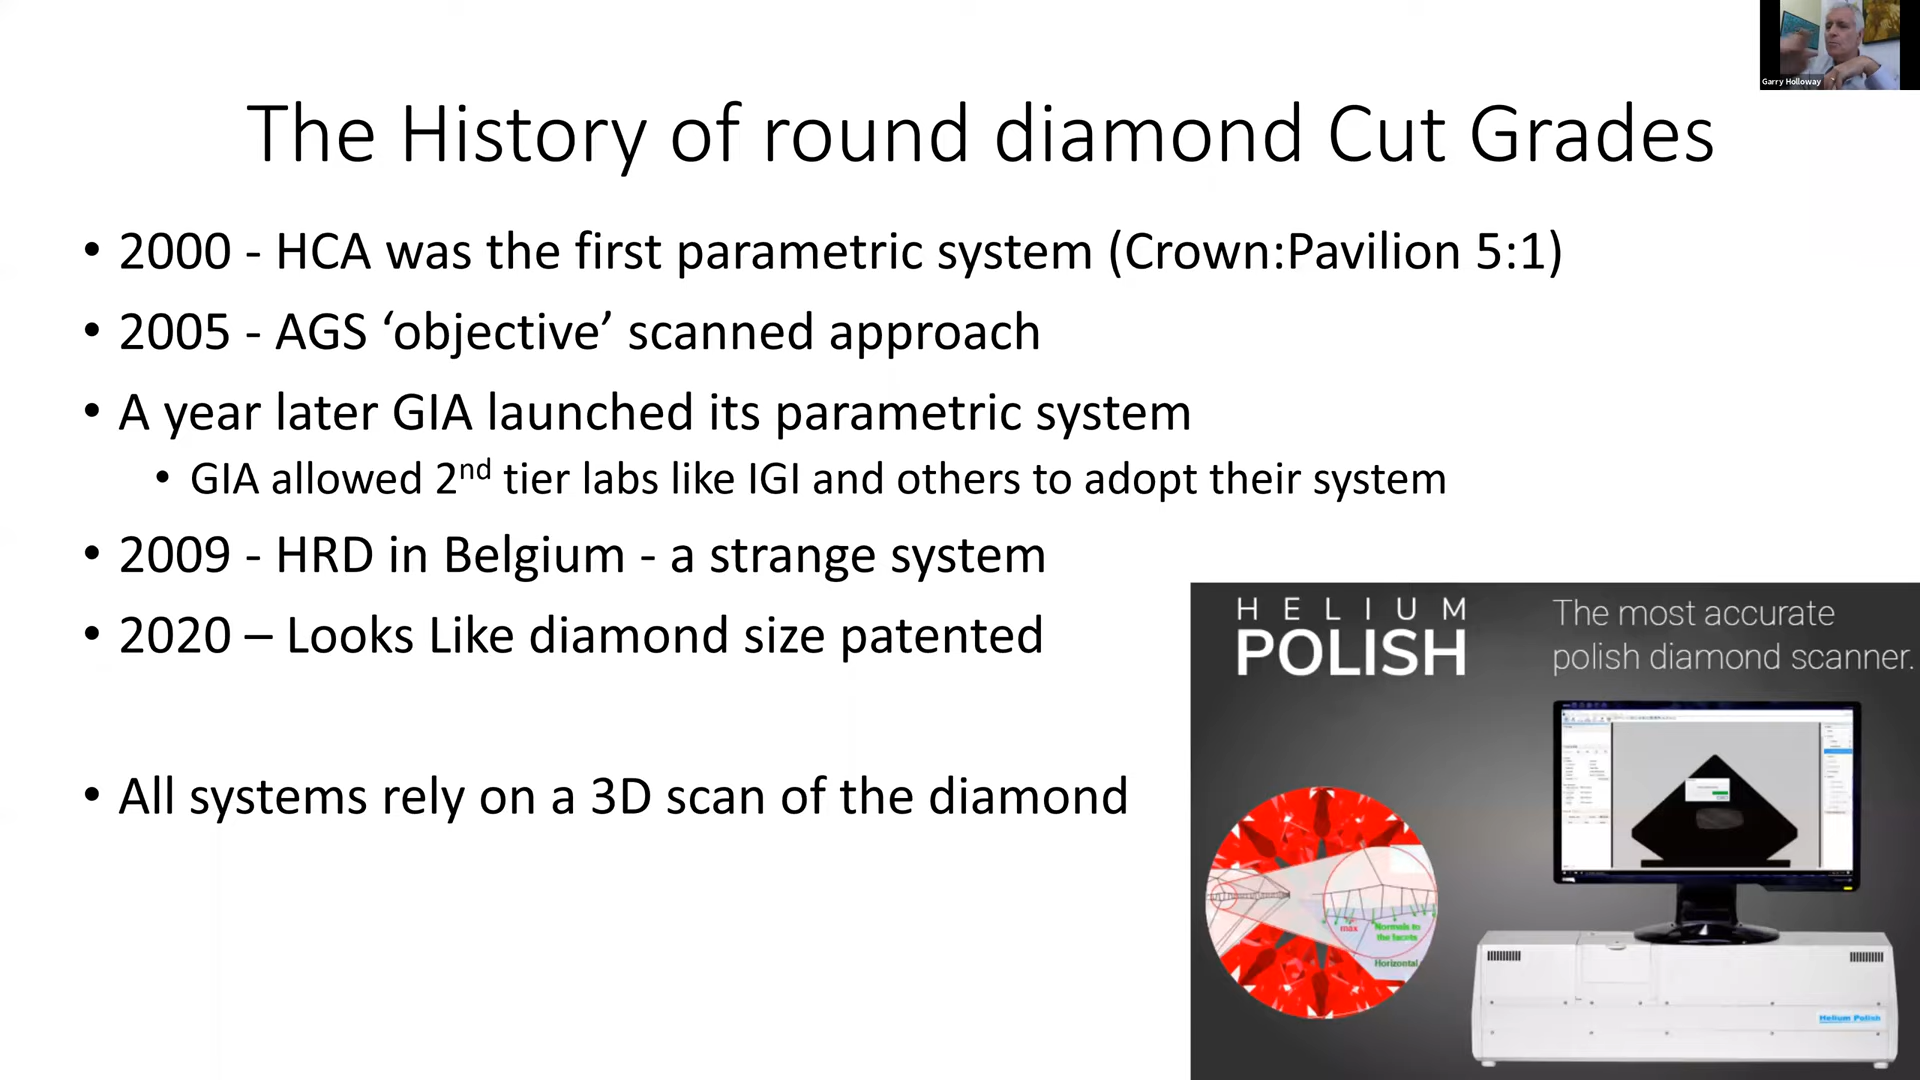 Garry Holloway
The History of round diamond Cut Grades
• 2000 - HCA was the first parametric system (Crown:Pavilion 5:1)
• 2005 - AGS ‘objective’ scanned approach
• A year later GIA launched its parametric system
• GIA allowed 2nd tier labs like IGI and others to adopt their system
• 2009 - HRD in Belgium - a strange system
• 2020 – Looks Like diamond size patented
• All systems rely on a 3D scan of the diamond
HELIUM
POLISH
The most accurate
polish diamond scanner.
max
Normals to
the facets
Horizontal
Helium Polish